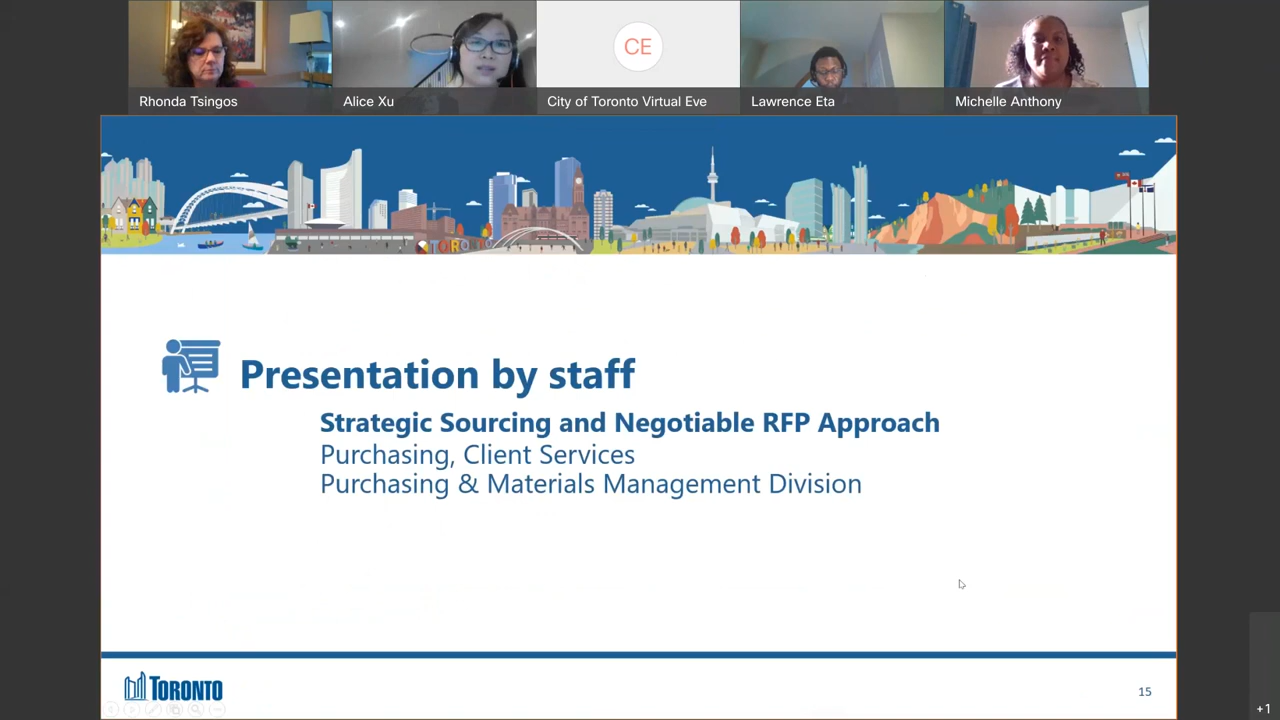 CE
Rhonda Tsingos
Alice Xu
City of Toronto Virtual Eve
Lawrence Eta
Michelle Anthony
TORONTO
Presentation by staff
Strategic Sourcing and Negotiable RFP Approach
Purchasing, Client Services
Purchasing & Materials Management Division
TORONTO
15
+1